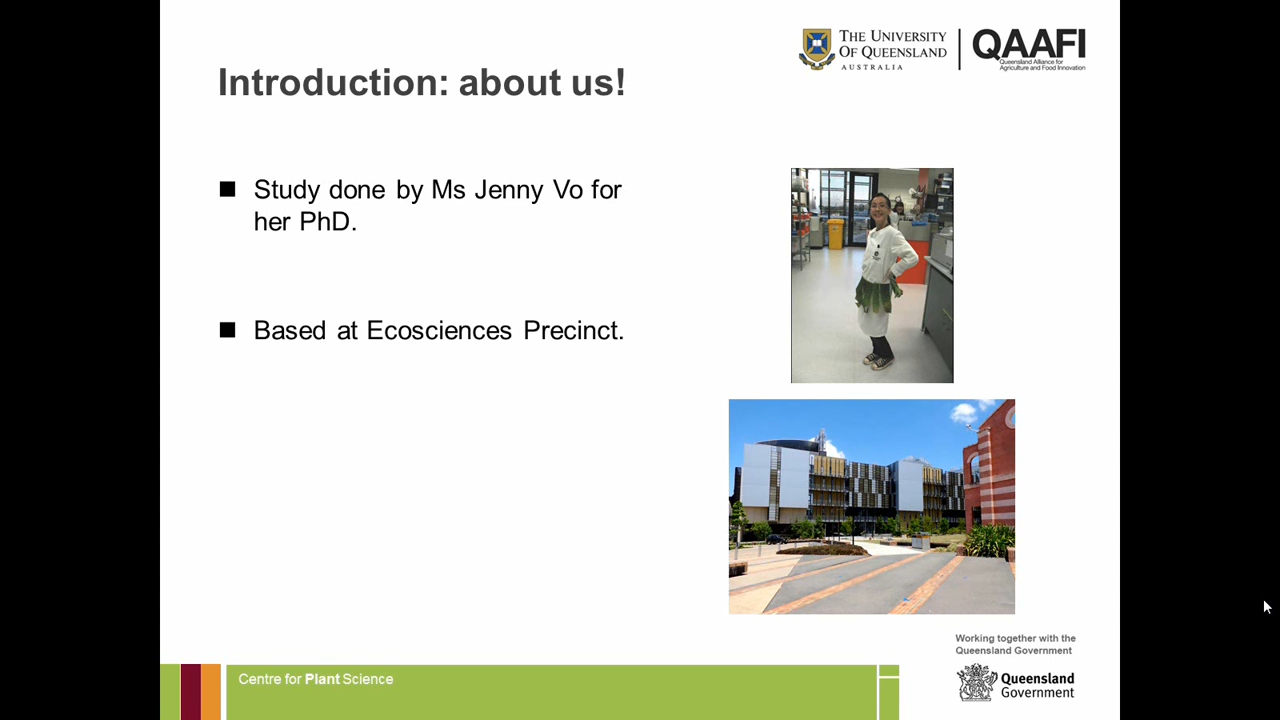 THE UNIVERSITY
OF QUEENSLAND
AUSTRALIA
QAAFI
Queensland Alliance for
Agriculture and Food Innovation
Introduction: about us!
Study done by Ms Jenny Vo for
her PhD.
Based at Ecosciences Precinct.
Working together with the
Queensland Government
Centre for Plant Science
Queensland
Government